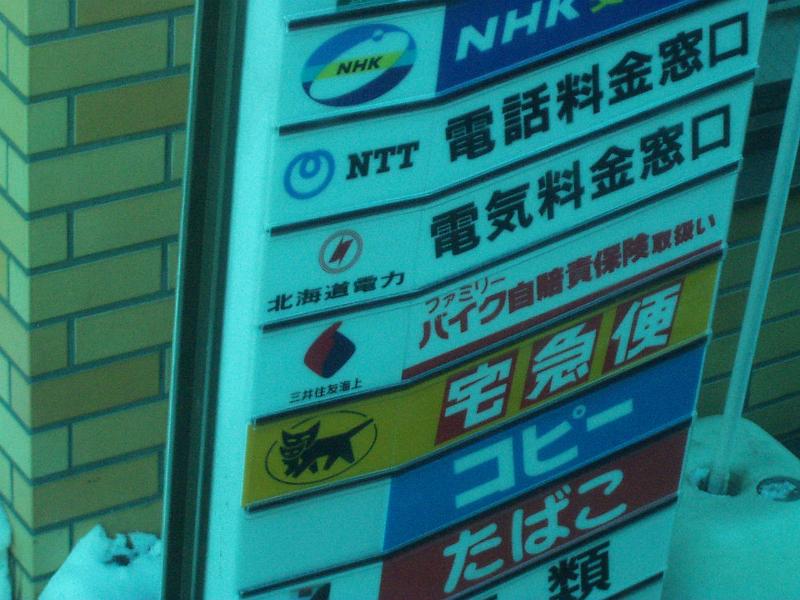 NHK NHK
NTT 電話料金窓口
北海道電力 電気料金窓口
三井住友海上 ファミリー
バイク自賠責保険取扱い
宅急便
コピー
たばこ
類